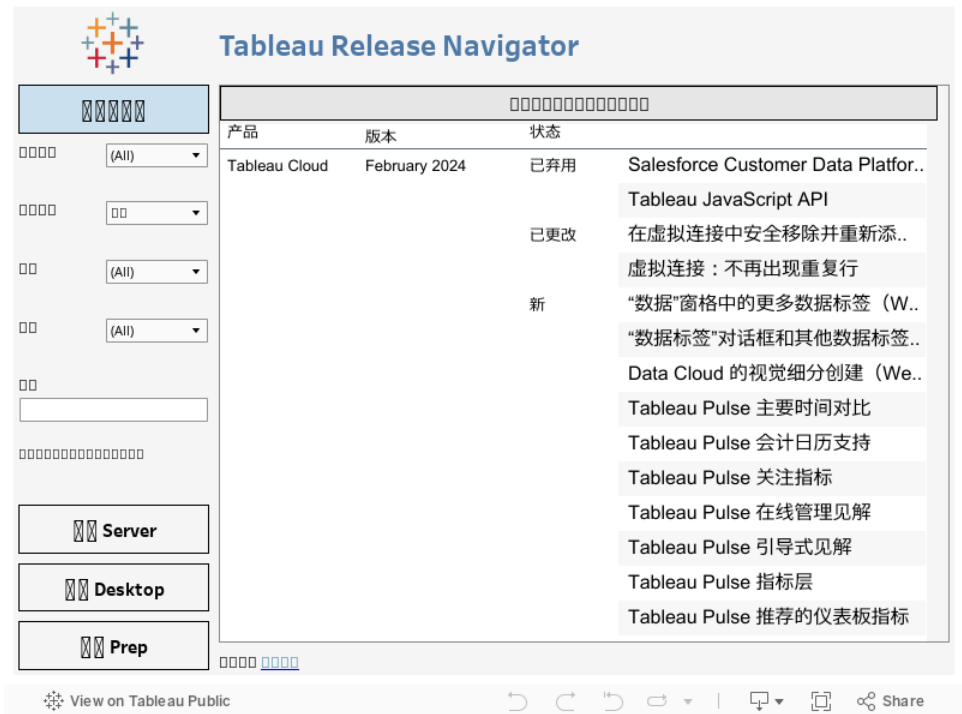 Tableau Release Navigator
产品 版本 状态
(All)
Tableau Cloud February 2024 已弃用 Salesforce Customer Data Platfor..
Tableau JavaScript API
已更改 在虚拟连接中安全移除并重新添..
(All)
虚拟连接：不再出现重复行
新 “数据”窗格中的更多数据标签（W..
(All)
“数据标签”对话框和其他数据标签..
Data Cloud 的视觉细分创建（We..
Tableau Pulse 主要时间对比
Tableau Pulse 会计日历支持
Tableau Pulse 关注指标
Tableau Pulse 在线管理见解
Server
Tableau Pulse 引导式见解
Desktop
Tableau Pulse 指标层
Tableau Pulse 推荐的仪表板指标
Prep
View on Tableau Public
Share